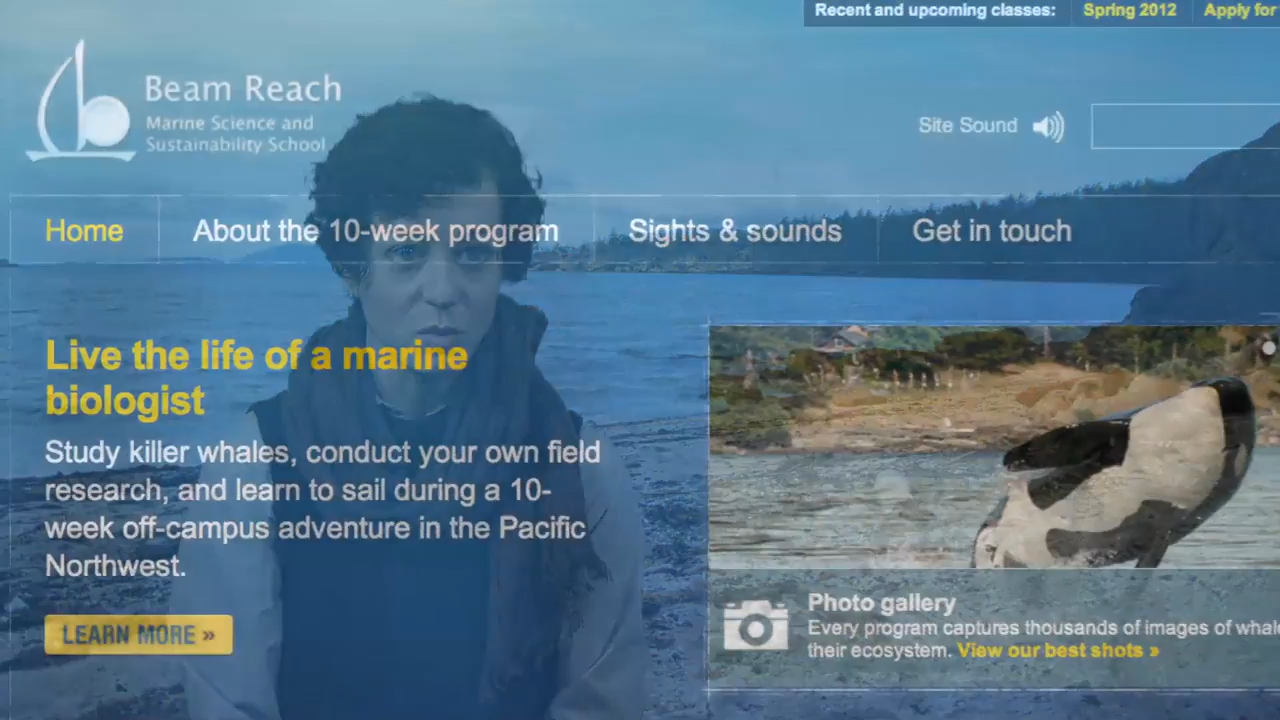 Recent and upcoming classes: Spring 2012 Apply for
Beam Reach
Marine Science and
Sustainability School
Site Sound
Home About the 10-week program Sights & sounds Get in touch
Live the life of a marine
biologist
Study killer whales, conduct your own field
research, and learn to sail during a 10-
week off-campus adventure in the Pacific
Northwest.
LEARN MORE »
Photo gallery
Every program captures thousands of images of whale
their ecosystem. View our best shots »